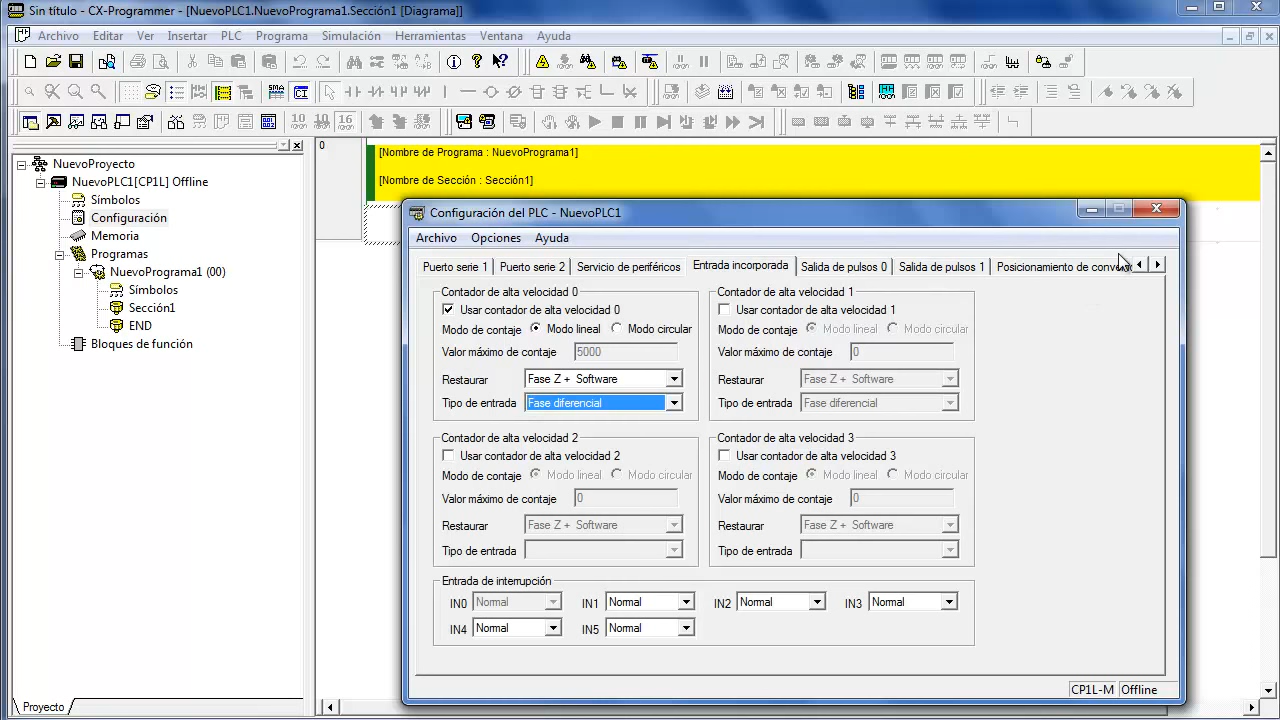 Sin título - CX-Programmer - [NuevoPLC1.NuevoPrograma1.Sección1 [Diagrama]]
Archivo Editar Ver Insertar PLC Programa Simulación Herramientas Ventana Ayuda
NuevoProyecto
NuevoPLC1[CP1L] Offline
Símbolos
Configuración
Memoria
Programas
NuevoPrograma1 (00)
Símbolos
Sección1
END
Bloques de función
Proyecto
0
[Nombre de Programa : NuevoPrograma1]
[Nombre de Sección : Sección1]
Configuración del PLC - NuevoPLC1
Archivo Opciones Ayuda
Puerto serie 1 Puerto serie 2 Servicio de periféricos Entrada incorporada Salida de pulsos 0 Salida de pulsos 1 Posicionamiento de
Contador de alta velocidad 0
Usar contador de alta velocidad 0
Modo de contaje Modo lineal Modo circular
Valor máximo de contaje 5000
Restaurar Fase Z + Software
Tipo de entrada Fase diferencial
Contador de alta velocidad 1
Usar contador de alta velocidad 1
Modo de contaje Modo lineal Modo circular
Valor máximo de contaje 0
Restaurar Fase Z + Software
Tipo de entrada Fase diferencial
Contador de alta velocidad 2
Usar contador de alta velocidad 2
Modo de contaje Modo lineal Modo circular
Valor máximo de contaje 0
Restaurar Fase Z + Software
Tipo de entrada
Contador de alta velocidad 3
Usar contador de alta velocidad 3
Modo de contaje Modo lineal Modo circular
Valor máximo de contaje 0
Restaurar Fase Z + Software
Tipo de entrada
Entrada de interrupción
IN0 Normal IN1 Normal IN2 Normal IN3 Normal
IN4 Normal IN5 Normal
CP1L-M Offline